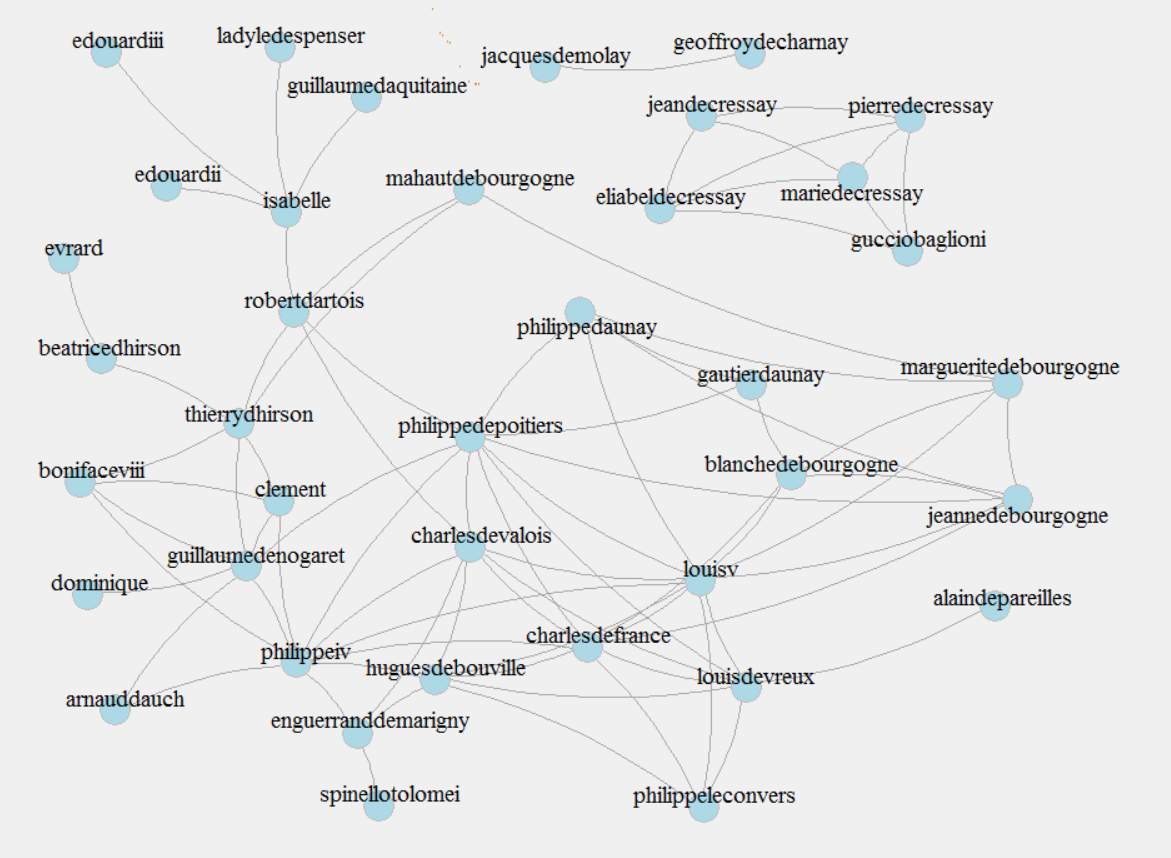 edouardiii
ladyledespenser
jacquesdemolay
geoffroydecharnay
guillaumedaquitaine
jeandecressay
pierredecressay
edouardii
mahautdebourgogne
isabelle
eliabeldecressay
mariedecressay
gucciobaglioni
evrard
robertdartois
philippedaunay
beatricedhirson
gautierdaunay
margueritedebourgogne
thierrydhirson
philippedepoitiers
bonifaceviii
blanchedebourgogne
clement
jeannedebourgogne
charlesdevalois
guillaumedenogaret
louisv
dominique
alaindepareilles
charlesdefrance
philippeiv
huguesdebouville
louisdevreux
arnauddauch
enguerranddemarigny
spinellotolomei
philippeleconvers